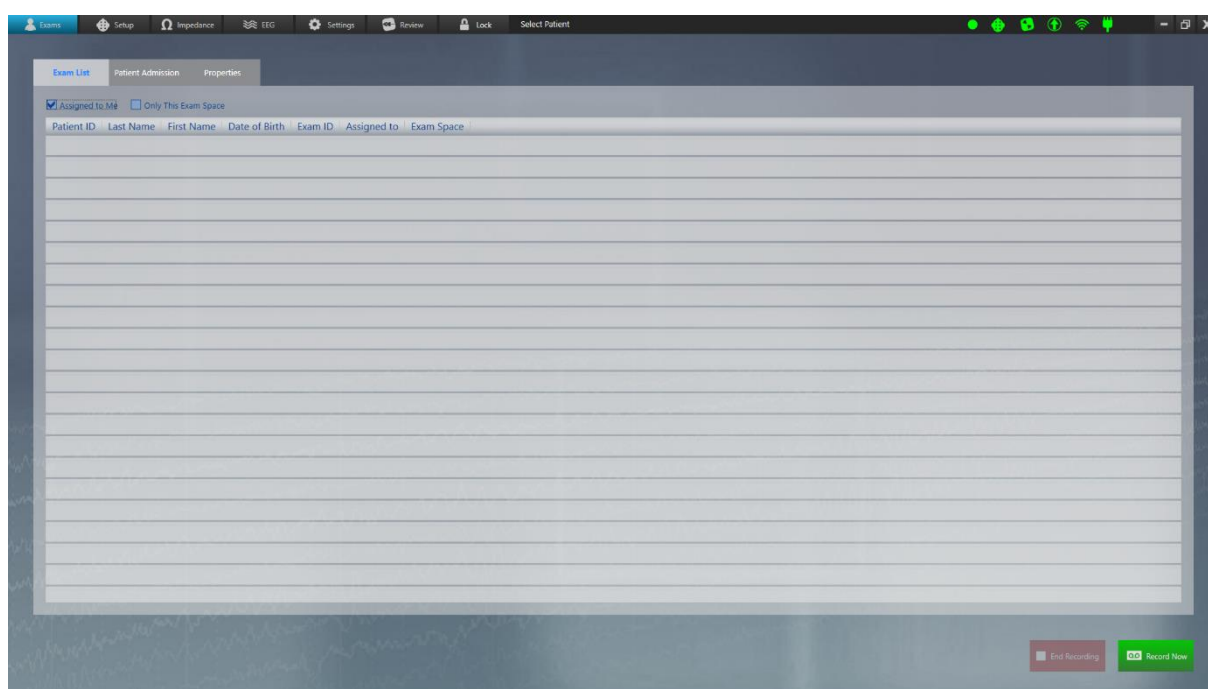 Exams Setup Ω Impedance EEG Settings Review Lock Select Patient
Exam List Patient Admission Properties
Assigned to Me Only This Exam Space
Patient ID Last Name First Name Date of Birth Exam ID Assigned to Exam Space
End Recording Record Now